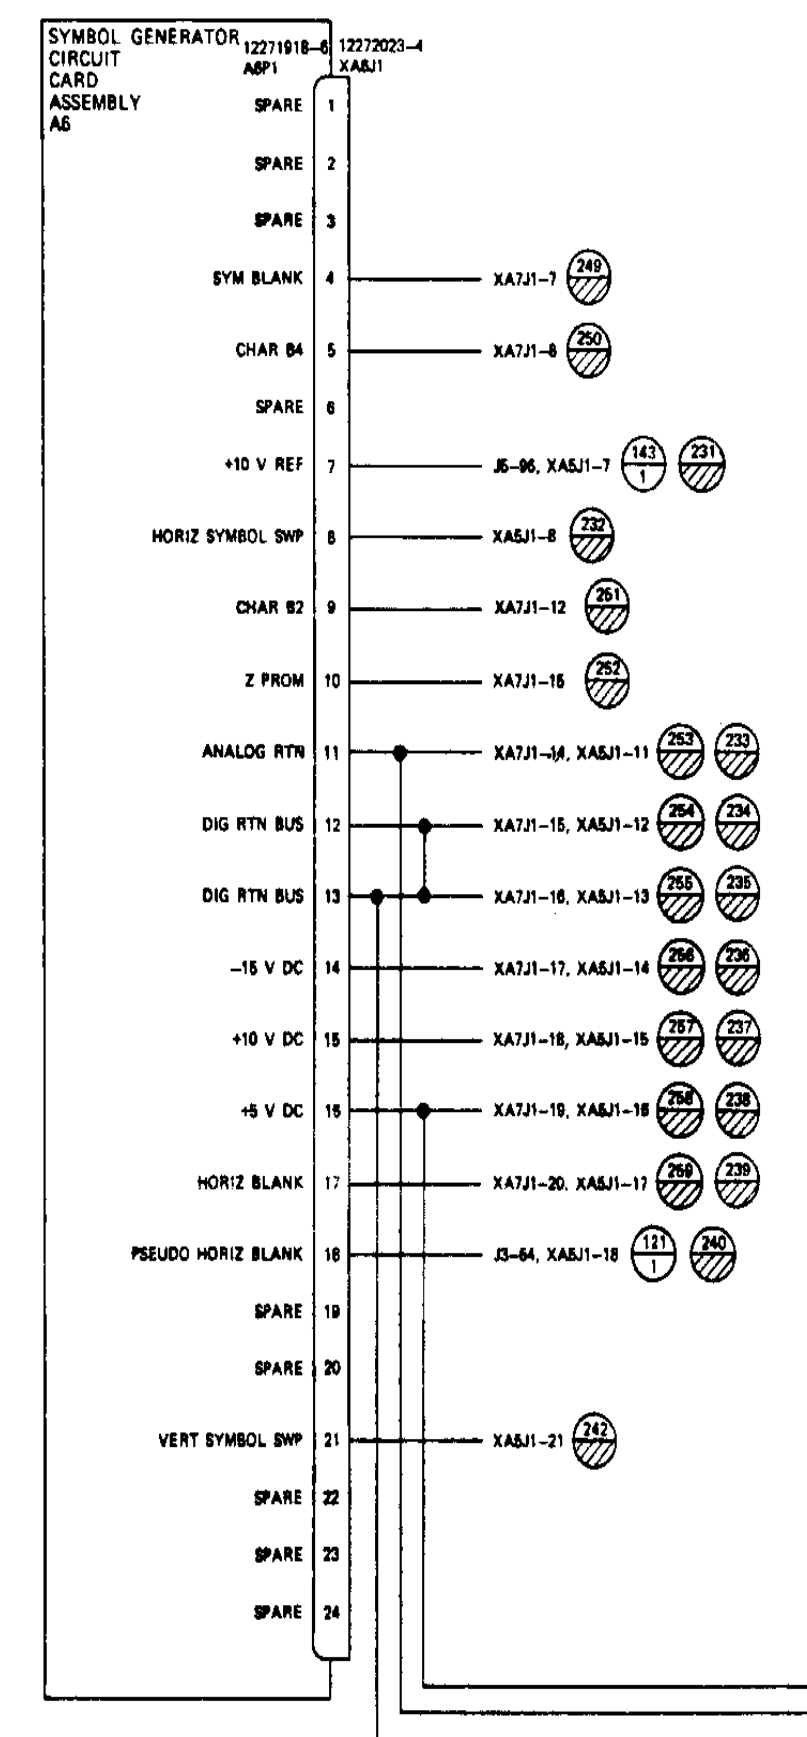 SYMBOL GENERATOR
CIRCUIT
CARD
ASSEMBLY
A6
12271918-6 12272023-4
A6P1 XA6J1
SPARE 1
SPARE 2
SPARE 3
SYM BLANK 4 XA7J1-7 249
CHAR B4 5 XA7J1-8 250
SPARE 6
+10 V REF 7 J5-96, XA5J1-7 143 1 231
HORIZ SYMBOL SWP 8 XA5J1-8 232
CHAR B2 9 XA7J1-12 251
Z PROM 10 252
ANALOG RTN 11 XA7J1-14, XA5J1-11 253 233
DIG RTN BUS 12 XA7J1-15, XA5J1-12 254 234
DIG RTN BUS 13 XA7J1-16, XA5J1-13 255 235
-15 V DC 14 XA7J1-17, XA5J1-14 256 236
+10 V DC 15 XA7J1-18, XA5J1-15 257 237
+5 V DC 16 XA7J1-19, XA5J1-16 258 238
HORIZ BLANK 17 XA7J1-20, XA5J1-17 259 239
PSEUDO HORIZ BLANK 18 J3-64, XA5J1-18 121 1 240
SPARE 19
SPARE 20
VERT SYMBOL SWP 21 XA5J1-21 242
SPARE 22
SPARE 23
SPARE 24